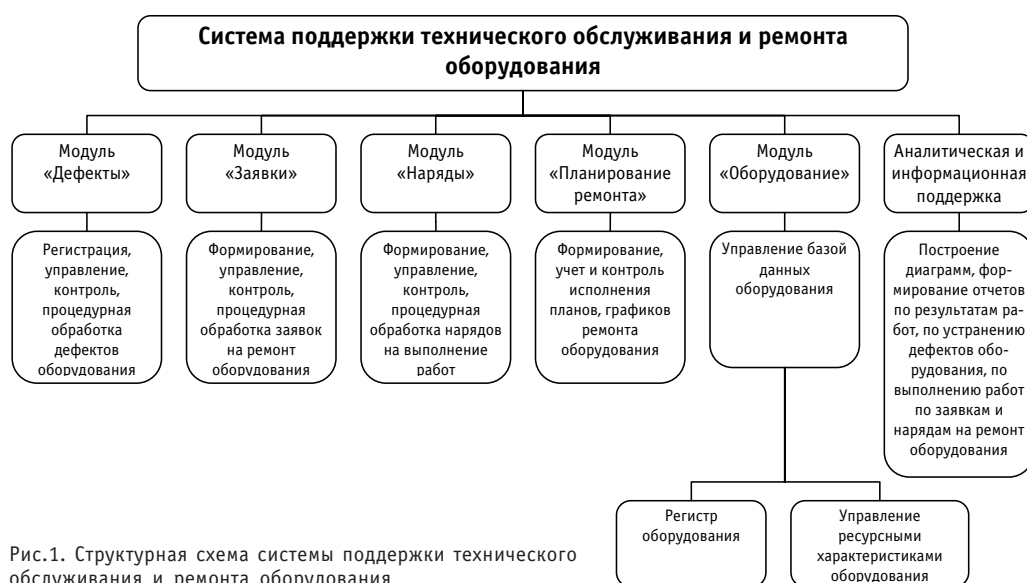 Система поддержки технического обслуживания и ремонта
оборудования
Модуль
«Дефекты»
Модуль
«Заявки»
Модуль
«Наряды»
Модуль
«Планирование
ремонта»
Модуль
«Оборудование»
Аналитическая и
информационная
поддержка
Регистрация,
управление,
контроль,
процедурная
обработка
дефектов
оборудования
Формирование,
управление,
контроль,
процедурная
обработка заявок
на ремонт
оборудования
Формирование,
управление,
контроль,
процедурная
обработка нарядов
на выполнение
работ
Формирование,
учет и контроль
исполнения
планов, графиков
ремонта
оборудования
Управление базой
данных
оборудования
Построение
диаграмм, фор-
мирование отчетов
по результатам ра-
бот, по устранению
дефектов обо-
рудования, по
выполнению работ
по заявкам и
нарядам на ремонт
оборудования
Регистр
оборудования
Управление
ресурсными
характеристиками
оборудования
Рис.1. Структурная схема системы поддержки технического
обслуживания и ремонта оборудования